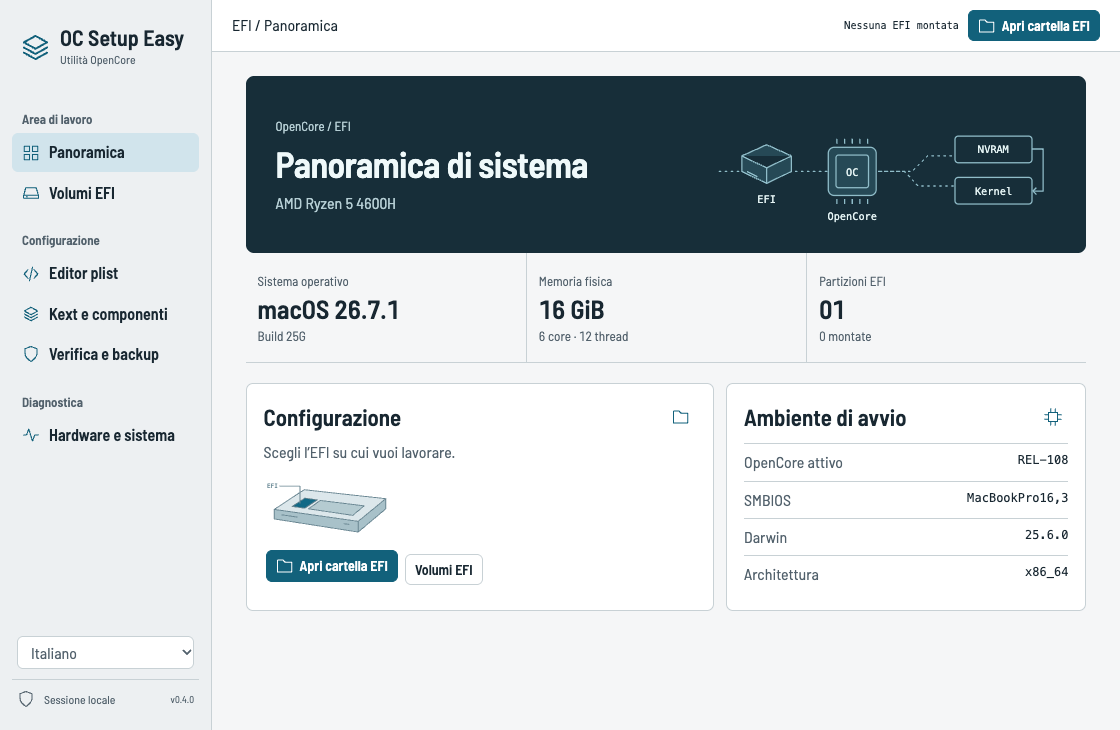 OC Setup Easy
Utilità OpenCore
Area di lavoro
Panoramica
Volumi EFI
Configurazione
Editor plist
Kext e componenti
Verifica e backup
Diagnostica
Hardware e sistema
Italiano
Sessione locale
v0.4.0
EFI / Panoramica
Nessuna EFI montata
Apri cartella EFI
OpenCore / EFI
Panoramica di sistema
AMD Ryzen 5 4600H
EFI
OC
OpenCore
NVRAM
Kernel
Sistema operativo
macOS 26.7.1
Build 25G
Memoria fisica
16 GiB
6 core · 12 thread
Partizioni EFI
01
0 montate
Configurazione
Scegli l'EFI su cui vuoi lavorare.
EFI
Apri cartella EFI
Volumi EFI
Ambiente di avvio
OpenCore attivo REL-108
SMBIOS MacBookPro16,3
Darwin 25.6.0
Architettura x86_64